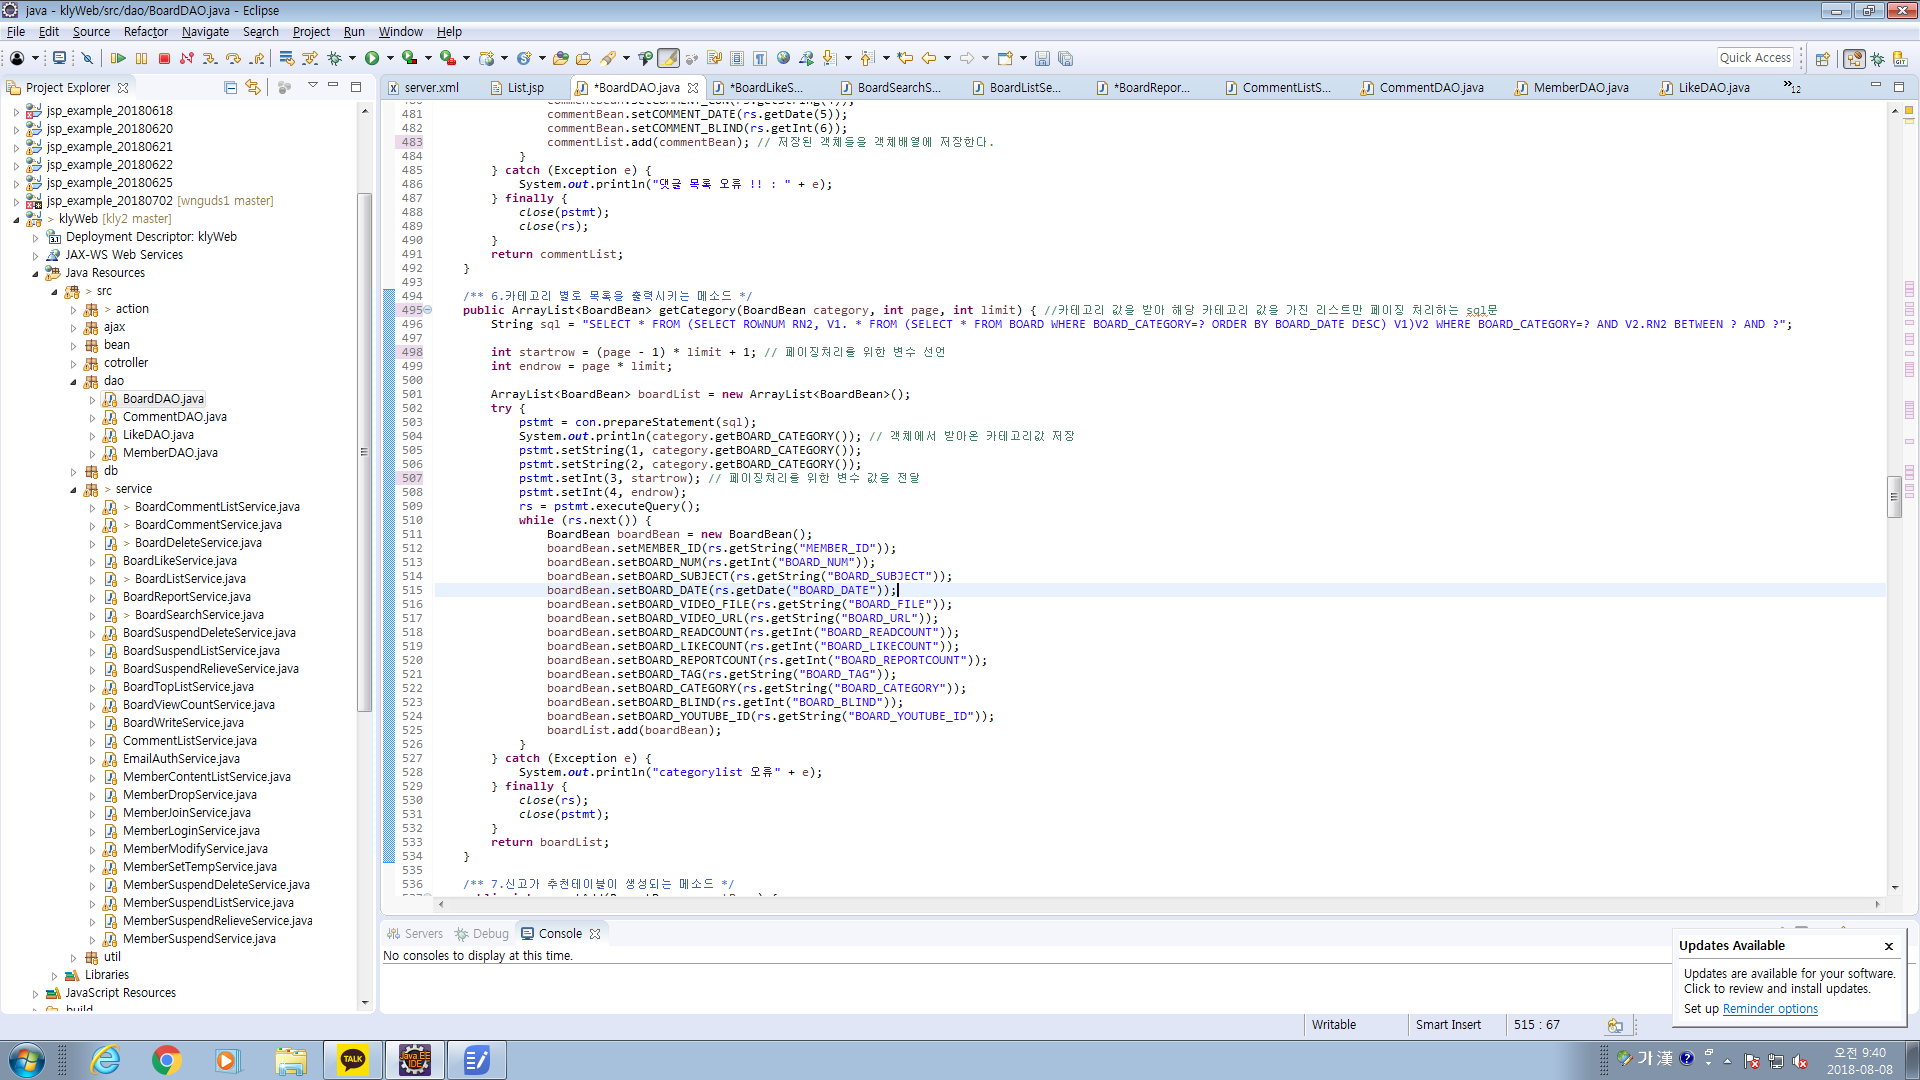 java - klyWeb/src/dao/BoardDAO.java - Eclipse
File Edit Source Refactor Navigate Search Project Run Window Help
Quick Access
Project Explorer
server.xml List.jsp *BoardDAO.java *BoardLikeS... BoardSearchS... BoardListSe... *BoardRepor... CommentListS... CommentDAO.java MemberDAO.java LikeDAO.java »12
jsp_example_20180618
jsp_example_20180620
jsp_example_20180621
jsp_example_20180622
jsp_example_20180625
jsp_example_20180702 [wnguds1 master]
> klyWeb [kly2 master]
Deployment Descriptor: klyWeb
JAX-WS Web Services
Java Resources
> src
> action
ajax
bean
cotroller
dao
BoardDAO.java
CommentDAO.java
LikeDAO.java
MemberDAO.java
db
> service
> BoardCommentListService.java
> BoardCommentService.java
> BoardDeleteService.java
BoardLikeService.java
> BoardListService.java
BoardReportService.java
> BoardSearchService.java
BoardSuspendDeleteService.java
BoardSuspendListService.java
BoardSuspendRelieveService.java
BoardTopListService.java
BoardViewCountService.java
BoardWriteService.java
CommentListService.java
EmailAuthService.java
MemberContentListService.java
MemberDropService.java
MemberJoinService.java
MemberLoginService.java
MemberModifyService.java
MemberSetTempService.java
MemberSuspendDeleteService.java
MemberSuspendListService.java
MemberSuspendRelieveService.java
MemberSuspendService.java
util
Libraries
JavaScript Resources
build
481 commentBean.setCOMMENT_DATE(rs.getDate(5));
482 commentBean.setCOMMENT_BLIND(rs.getInt(6));
483 commentList.add(commentBean); // 저장된 객체들을 객체배열에 저장한다.
484 }
485 } catch (Exception e) {
486 System.out.println("댓글 목록 오류 !! : " + e);
487 } finally {
488 close(pstmt);
489 close(rs);
490 }
491 return commentList;
492 }
493
494 /** 6.카테고리 별로 목록을 출력시키는 메소드 */
495 public ArrayList<BoardBean> getCategory(BoardBean category, int page, int limit) { //카테고리 값을 받아 해당 카테고리 값을 가진 리스트만 페이징 처리하는 sql문
496 String sql = "SELECT * FROM (SELECT ROWNUM RN2, V1. * FROM (SELECT * FROM BOARD WHERE BOARD_CATEGORY=? ORDER BY BOARD_DATE DESC) V1)V2 WHERE BOARD_CATEGORY=? AND V2.RN2 BETWEEN ? AND ?";
497
498 int startrow = (page - 1) * limit + 1; // 페이징처리를 위한 변수 선언
499 int endrow = page * limit;
500
501 ArrayList<BoardBean> boardList = new ArrayList<BoardBean>();
502 try {
503 pstmt = con.prepareStatement(sql);
504 System.out.println(category.getBOARD_CATEGORY()); // 객체에서 받아온 카테고리값 저장
505 pstmt.setString(1, category.getBOARD_CATEGORY());
506 pstmt.setString(2, category.getBOARD_CATEGORY());
507 pstmt.setInt(3, startrow); // 페이징처리를 위한 변수 값을 전달
508 pstmt.setInt(4, endrow);
509 rs = pstmt.executeQuery();
510 while (rs.next()) {
511 BoardBean boardBean = new BoardBean();
512 boardBean.setMEMBER_ID(rs.getString("MEMBER_ID"));
513 boardBean.setBOARD_NUM(rs.getInt("BOARD_NUM"));
514 boardBean.setBOARD_SUBJECT(rs.getString("BOARD_SUBJECT"));
515 boardBean.setBOARD_DATE(rs.getDate("BOARD_DATE"));
516 boardBean.setBOARD_VIDEO_FILE(rs.getString("BOARD_FILE"));
517 boardBean.setBOARD_VIDEO_URL(rs.getString("BOARD_URL"));
518 boardBean.setBOARD_READCOUNT(rs.getInt("BOARD_READCOUNT"));
519 boardBean.setBOARD_LIKECOUNT(rs.getInt("BOARD_LIKECOUNT"));
520 boardBean.setBOARD_REPORTCOUNT(rs.getInt("BOARD_REPORTCOUNT"));
521 boardBean.setBOARD_TAG(rs.getString("BOARD_TAG"));
522 boardBean.setBOARD_CATEGORY(rs.getString("BOARD_CATEGORY"));
523 boardBean.setBOARD_BLIND(rs.getInt("BOARD_BLIND"));
524 boardBean.setBOARD_YOUTUBE_ID(rs.getString("BOARD_YOUTUBE_ID"));
525 boardList.add(boardBean);
526 }
527 } catch (Exception e) {
528 System.out.println("categorylist 오류" + e);
529 } finally {
530 close(rs);
531 close(pstmt);
532 }
533 return boardList;
534 }
535
536 /** 7.신고가 추천테이블이 생성되는 메소드 */
Servers Debug Console
No consoles to display at this time.
Updates Available
Updates are available for your software.
Click to review and install updates.
Set up Reminder options
Writable Smart Insert 515 : 67
TALK
Java EE
IDE
가 漢
오전 9:40
2018-08-08